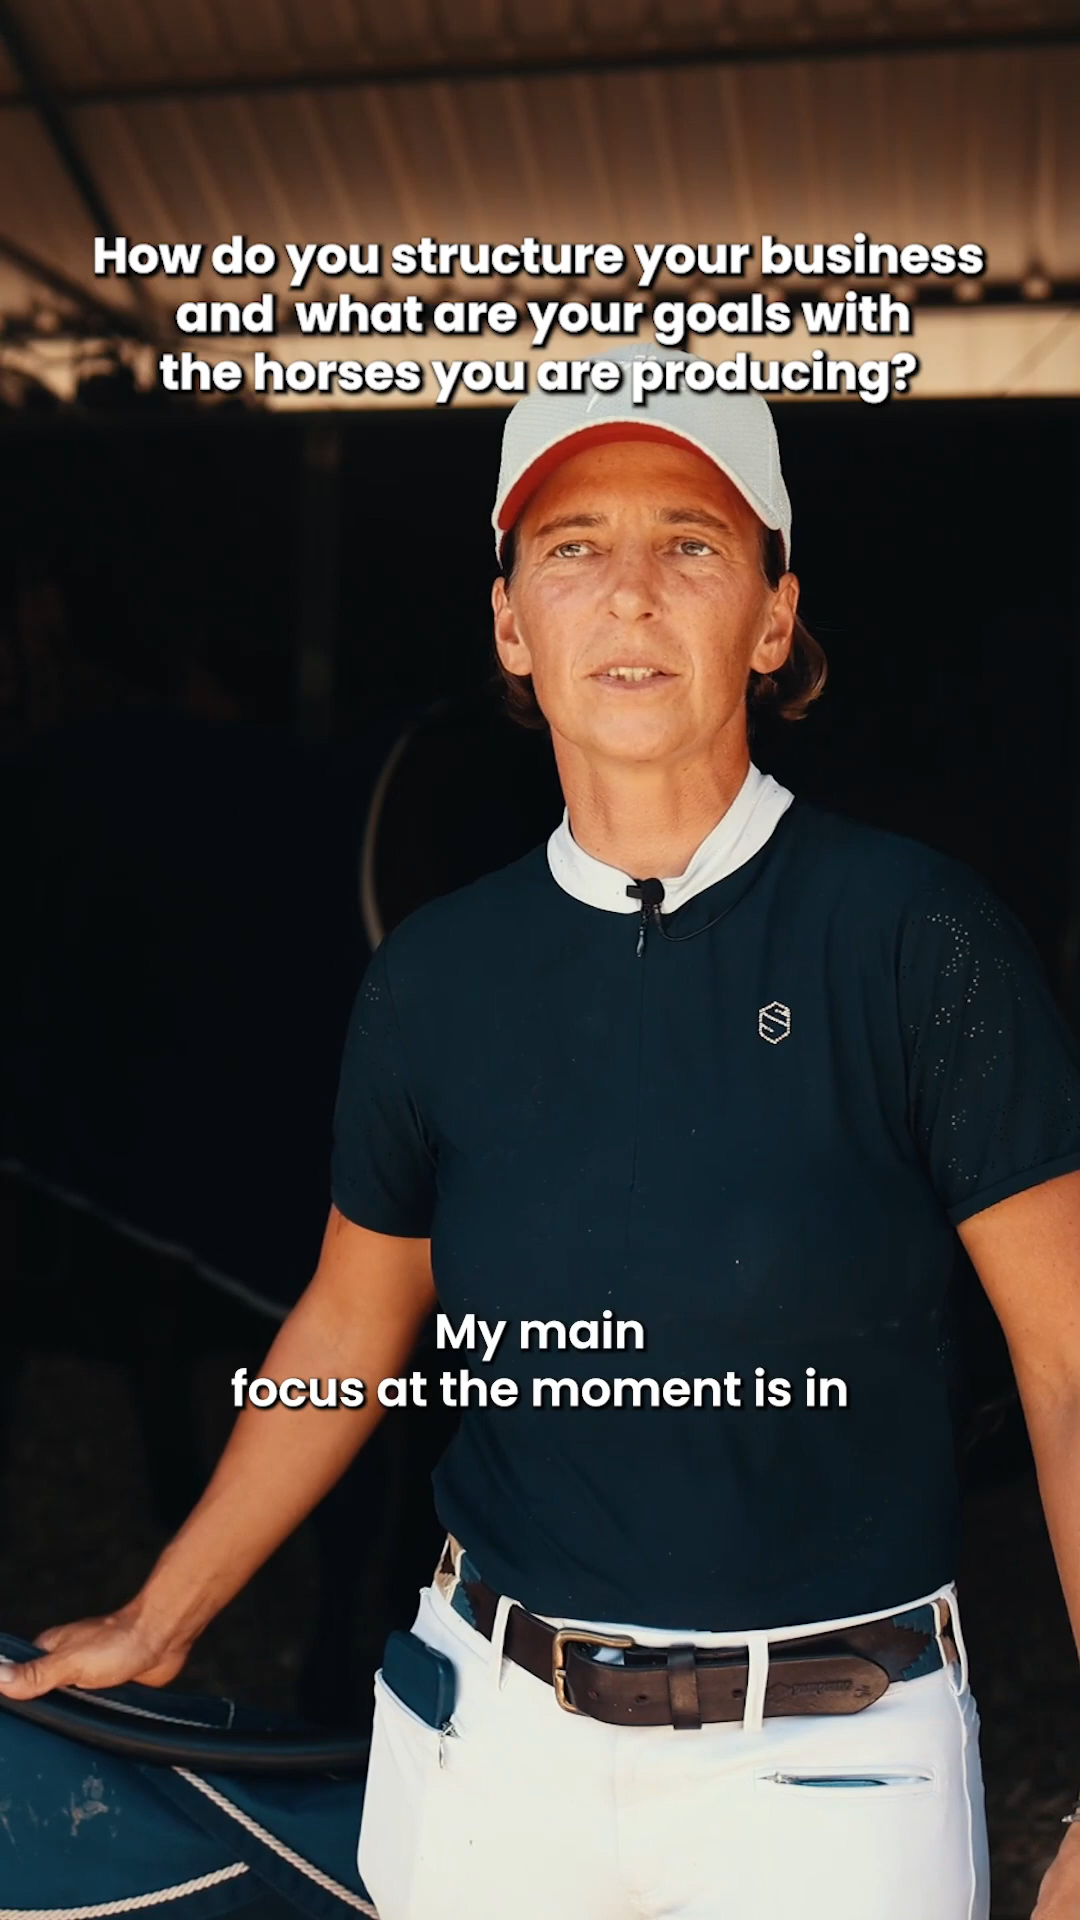 How do you structure your business
and what are your goals with
the horses you are producing?
My main
focus at the moment is in